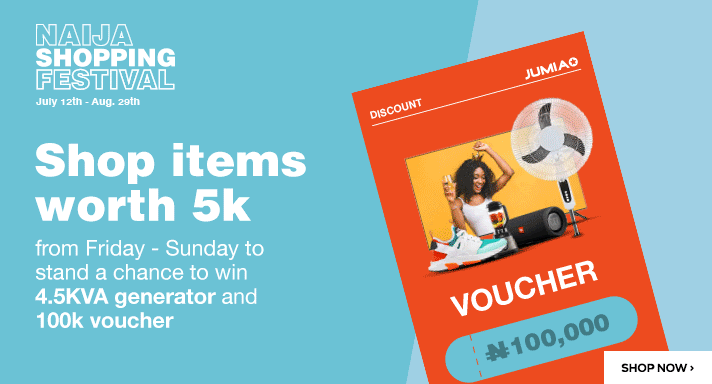 NAIJA
SHOPPING
FESTIVAL
July 12th - Aug. 29th
Shop items
worth 5k
from Friday - Sunday to
stand a chance to win
4.5KVA generator and
100k voucher
JUMIA
DISCOUNT
VOUCHER
₦100,000
SHOP NOW ›